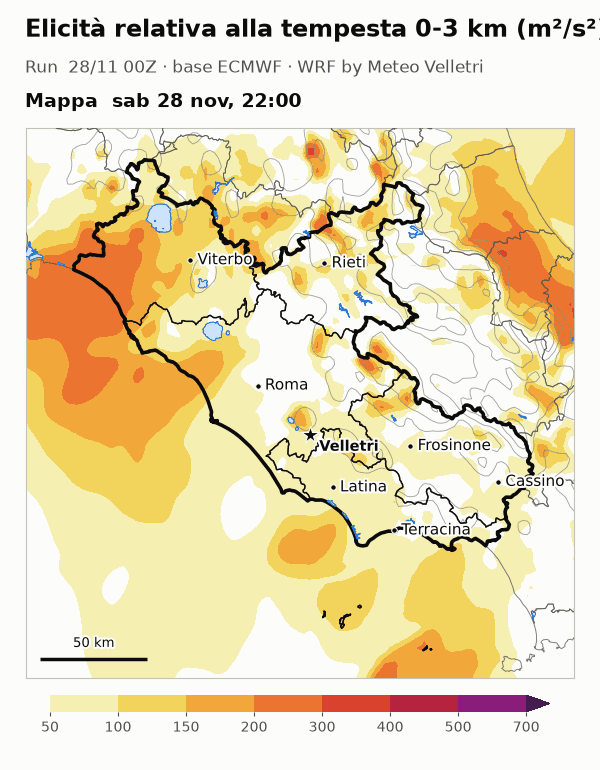 Elicità relativa alla tempesta 0-3 km (m²/s²)
Run  28/11 00Z · base ECMWF · WRF by Meteo Velletri
Mappa  sab 28 nov, 22:00
Viterbo
Rieti
Roma
Velletri
Frosinone
Cassino
Latina
Terracina
50 km
50 100 150 200 300 400 500 700